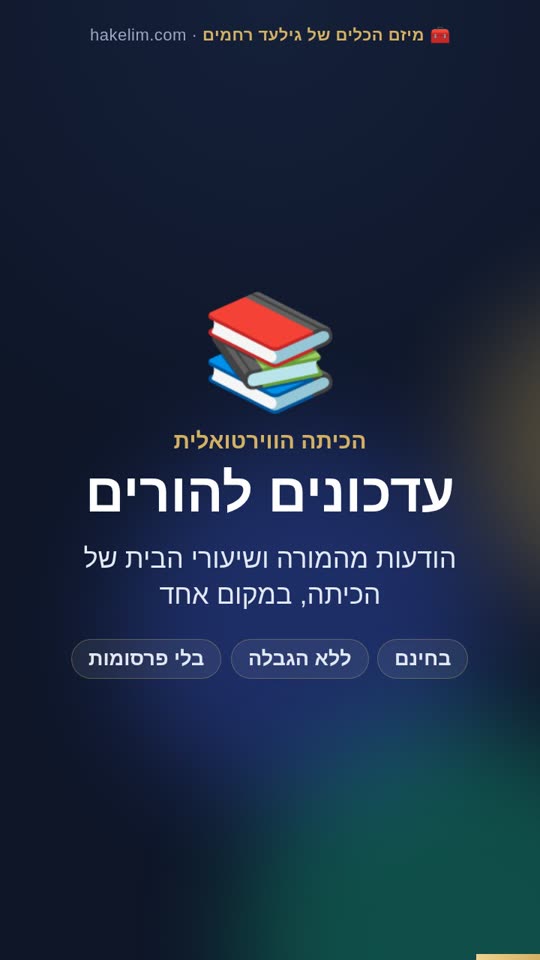 🧰 מיזם הכלים של גילעד רחמים · hakelim.com
הכיתה הווירטואלית
עדכונים להורים
הודעות מהמורה ושיעורי הבית של
הכיתה, במקום אחד
בחינם
ללא הגבלה
בלי פרסומות